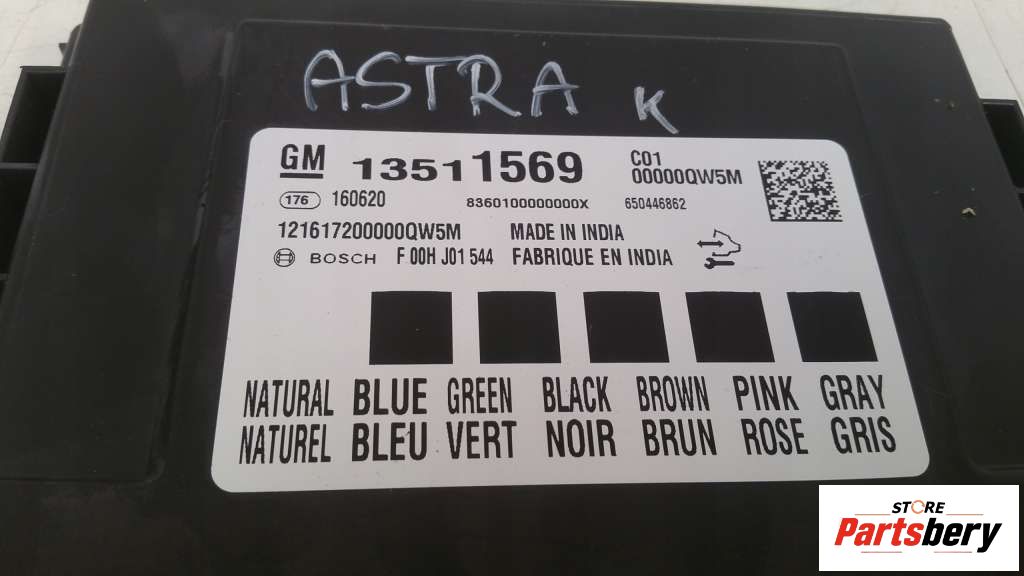 ASTRA K
GM 13511569 C01
00000QW5M
176 160620 8360100000000X 650446862
121617200000QW5M MADE IN INDIA
BOSCH F 00H J01 544 FABRIQUE EN INDIA
NATURAL BLUE GREEN BLACK BROWN PINK GRAY
NATUREL BLEU VERT NOIR BRUN ROSE GRIS
STORE
Partsbery